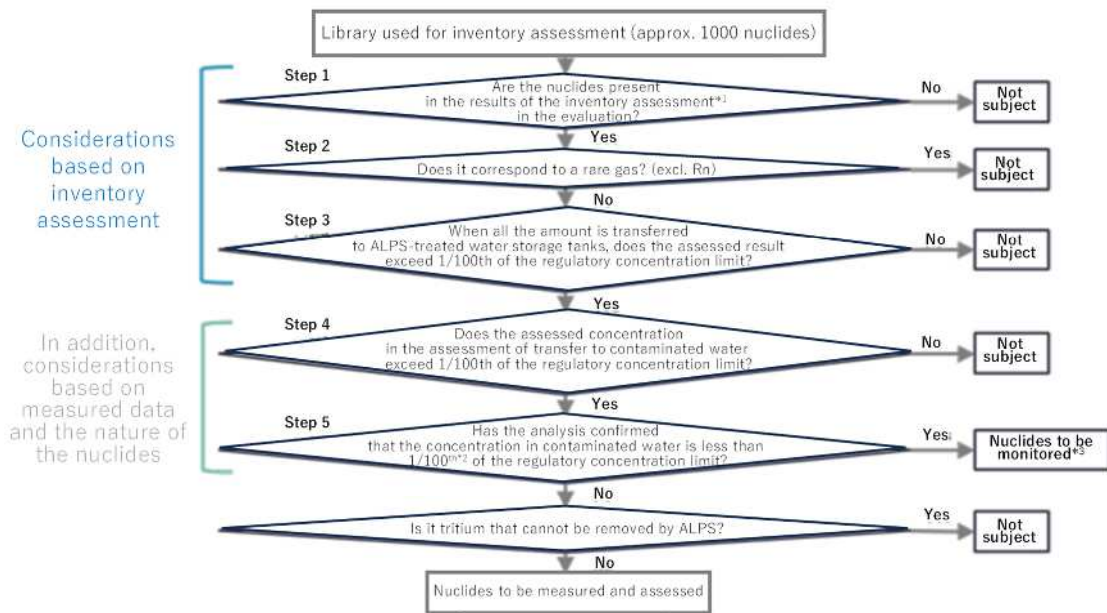 Library used for inventory assessment (approx. 1000 nuclides)
Step 1
Are the nuclides present
in the results of the inventory assessment*1
in the evaluation?
No
Not
subject
Yes
Considerations
based on
inventory
assessment
Step 2
Does it correspond to a rare gas? (excl. Rn)
Yes
Not
subject
No
Step 3
When all the amount is transferred
to ALPS-treated water storage tanks, does the assessed result
exceed 1/100th of the regulatory concentration limit?
No
Not
subject
Yes
In addition,
considerations
based on
measured data
and the nature of
the nuclides
Step 4
Does the assessed concentration
in the assessment of transfer to contaminated water
exceed 1/100th of the regulatory concentration limit?
No
Not
subject
Yes
Step 5
Has the analysis confirmed
that the concentration in contaminated water is less than
1/100th*2 of the regulatory concentration limit?
Yes
Nuclides to be
monitored*3
No
Is it tritium that cannot be removed by ALPS?
Yes
Not
subject
No
Nuclides to be measured and assessed